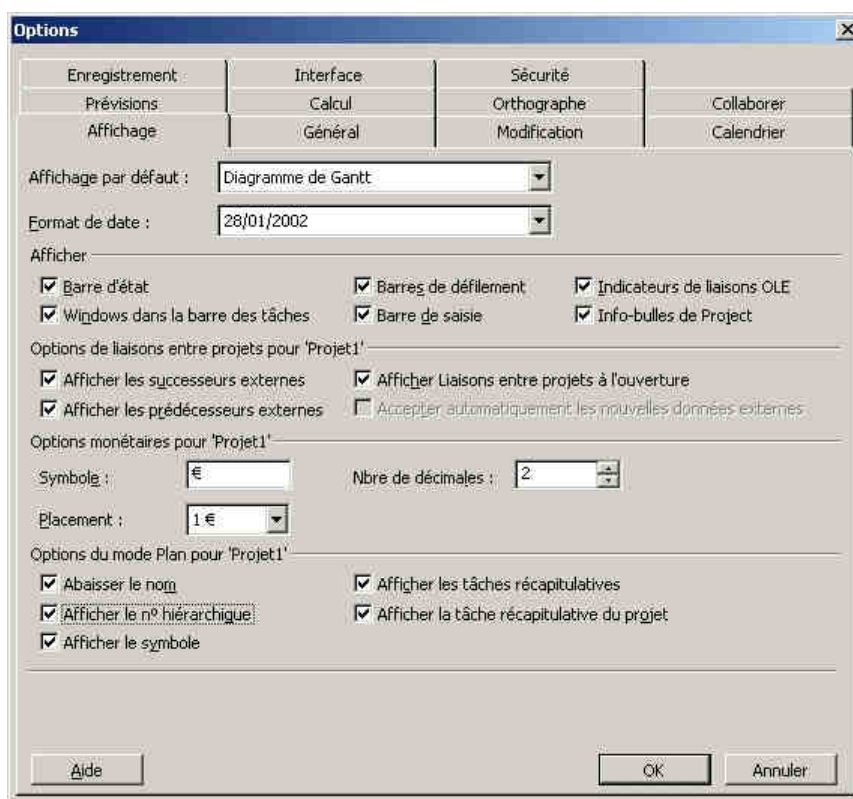 Options
Enregistrement Interface Sécurité
Prévisions Calcul Orthographe Collaborer
Affichage Général Modification Calendrier
Affichage par défaut : Diagramme de Gantt
Format de date : 28/01/2002
Afficher
Barre d'état Barres de défilement Indicateurs de liaisons OLE
Windows dans la barre des tâches Barre de saisie Info-bulles de Project
Options de liaisons entre projets pour 'Projet1'
Afficher les successeurs externes Afficher Liaisons entre projets à l'ouverture
Afficher les prédécesseurs externes Accepter automatiquement les nouvelles données externes
Options monétaires pour 'Projet1'
Symbole : € Nbre de décimales : 2
Placement : 1 €
Options du mode Plan pour 'Projet1'
Abaisser le nom Afficher les tâches récapitulatives
Afficher le nº hiérarchique Afficher la tâche récapitulative du projet
Afficher le symbole
Aide OK Annuler